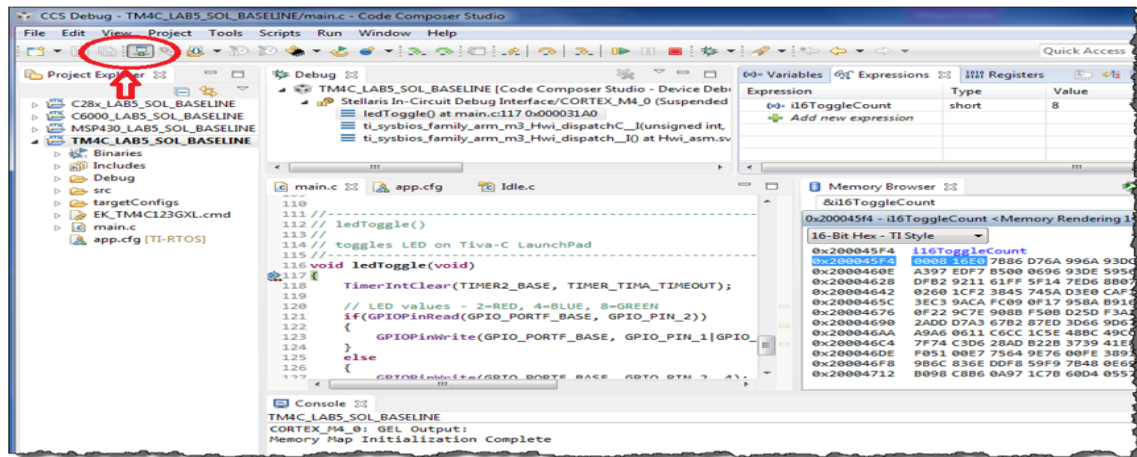 CCS Debug - TM4C_LAB5_SOL_BASELINE/main.c - Code Composer Studio
File Edit View Project Tools Scripts Run Window Help
Quick Access
Project Explorer
C28x_LAB5_SOL_BASELINE
C6000_LAB5_SOL_BASELINE
MSP430_LAB5_SOL_BASELINE
TM4C_LAB5_SOL_BASELINE
Binaries
Includes
Debug
src
targetConfigs
EK_TM4C123GXL.cmd
main.c
app.cfg [TI-RTOS]
Debug
TM4C_LAB5_SOL_BASELINE [Code Composer Studio - Device Deb
Stellaris In-Circuit Debug Interface/CORTEX_M4_0 (Suspended
ledToggle() at main.c:117 0x000031A0
ti_sysbios_family_arm_m3_Hwi_dispatchC__I(unsigned int,
ti_sysbios_family_arm_m3_Hwi_dispatch__I() at Hwi_asm.sv
(x)= Variables Expressions Registers
Expression Type Value
(x)= i16ToggleCount short 8
Add new expression
main.c app.cfg Idle.c
110
111 //---------------------------------------------------------
112 // ledToggle()
113 //
114 // toggles LED on Tiva-C LaunchPad
115 //---------------------------------------------------------
116 void ledToggle(void)
117 {
118 TimerIntClear(TIMER2_BASE, TIMER_TIMA_TIMEOUT);
119
120 // LED values - 2=RED, 4=BLUE, 8=GREEN
121 if(GPIOPinRead(GPIO_PORTF_BASE, GPIO_PIN_2))
122 {
123 GPIOPinWrite(GPIO_PORTF_BASE, GPIO_PIN_1|GPIO_
124 }
125 else
126 {
127 GPIOPinWrite(GPIO_PORTF_BASE, GPIO_PIN_2, 4);
Memory Browser
&i16ToggleCount
0x200045f4 - i16ToggleCount <Memory Rendering 1
16-Bit Hex - TI Style
0x200045F4 i16ToggleCount
0x200045F4 0008 16E0 7B86 D76A 996A 93DC
0x2000460E A397 EDF7 B500 0696 93DE 595
0x20004628 DFB2 9211 61FF 5F14 7ED6 8B07
0x20004642 0260 1CF2 3845 745A D3E0 CAF
0x2000465C 3EC3 9ACA FC09 0F17 958A B916
0x20004676 0F22 9C7E 908B F50B D25D F3A
0x20004690 2ADD D7A3 67B2 87ED 3D66 9D6
0x200046AA A9A6 0611 C6CC 1C5E 48BC 49C
0x200046C4 7F74 C3D6 28AD B22B 3739 41E
0x200046DE F051 00E7 7564 9E76 00FE 389
0x200046F8 9B6C 836E DDF8 59F9 7B48 0E6
0x20004712 B098 C8B6 0A97 1C7B 60D4 055
Console
TM4C_LAB5_SOL_BASELINE
CORTEX_M4_0: GEL Output:
Memory Map Initialization Complete